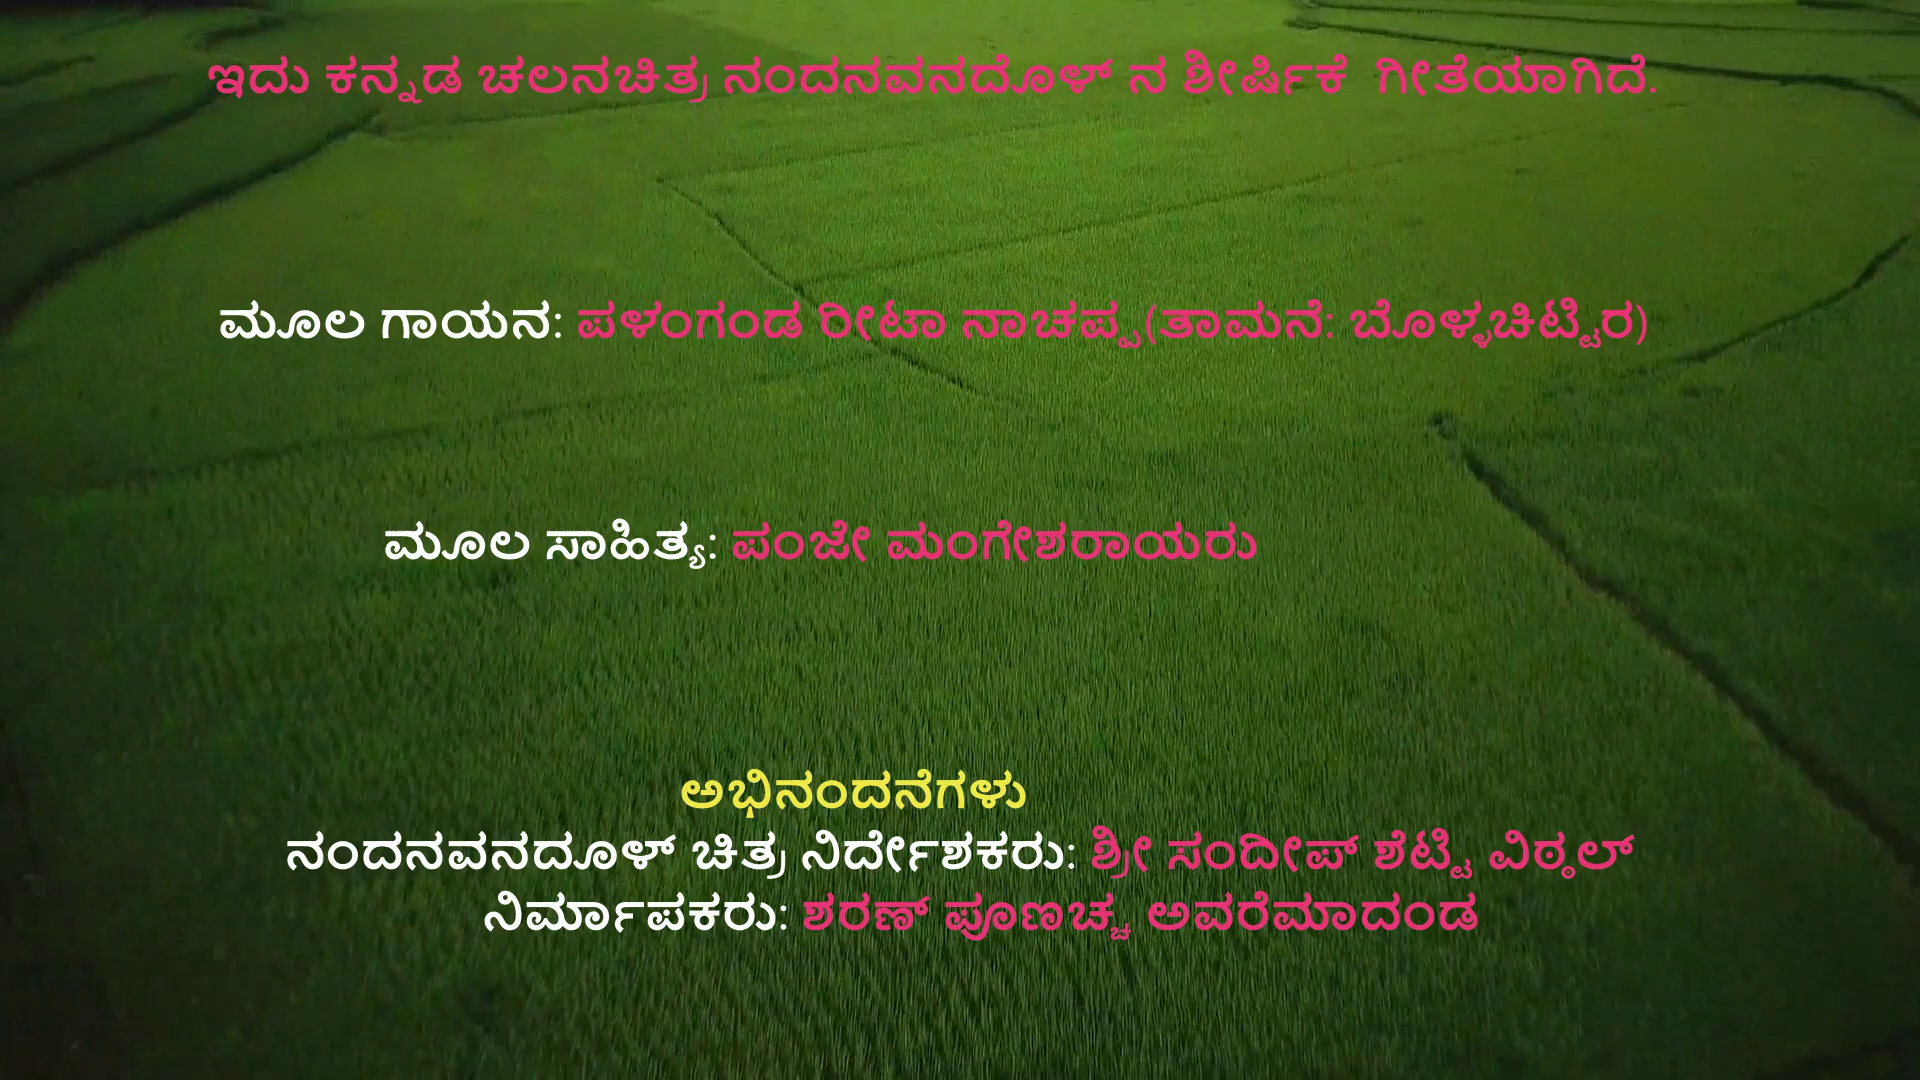 ಇದು ಕನ್ನಡ ಚಲನಚಿತ್ರ ನಂದನವನದೊಳ್ ನ ಶೀರ್ಷಿಕೆ ಗೀತೆಯಾಗಿದೆ.
ಮೂಲ ಗಾಯನ: ಪಳಂಗಂಡ ರೀಟಾ ನಾಚಪ್ಪ(ತಾಮನೆ: ಬೊಳ್ಳಚಿಟ್ಟಿರ)
ಮೂಲ ಸಾಹಿತ್ಯ: ಪಂಜೇ ಮಂಗೇಶರಾಯರು
ಅಭಿನಂದನೆಗಳು
ನಂದನವನದೂಳ್ ಚಿತ್ರ ನಿರ್ದೇಶಕರು: ಶ್ರೀ ಸಂದೀಪ್ ಶೆಟ್ಟಿ ವಿಠ್ಠಲ್
ನಿರ್ಮಾಪಕರು: ಶರಣ್ ಪೂಣಚ್ಚ ಅವರೆಮಾದಂಡ